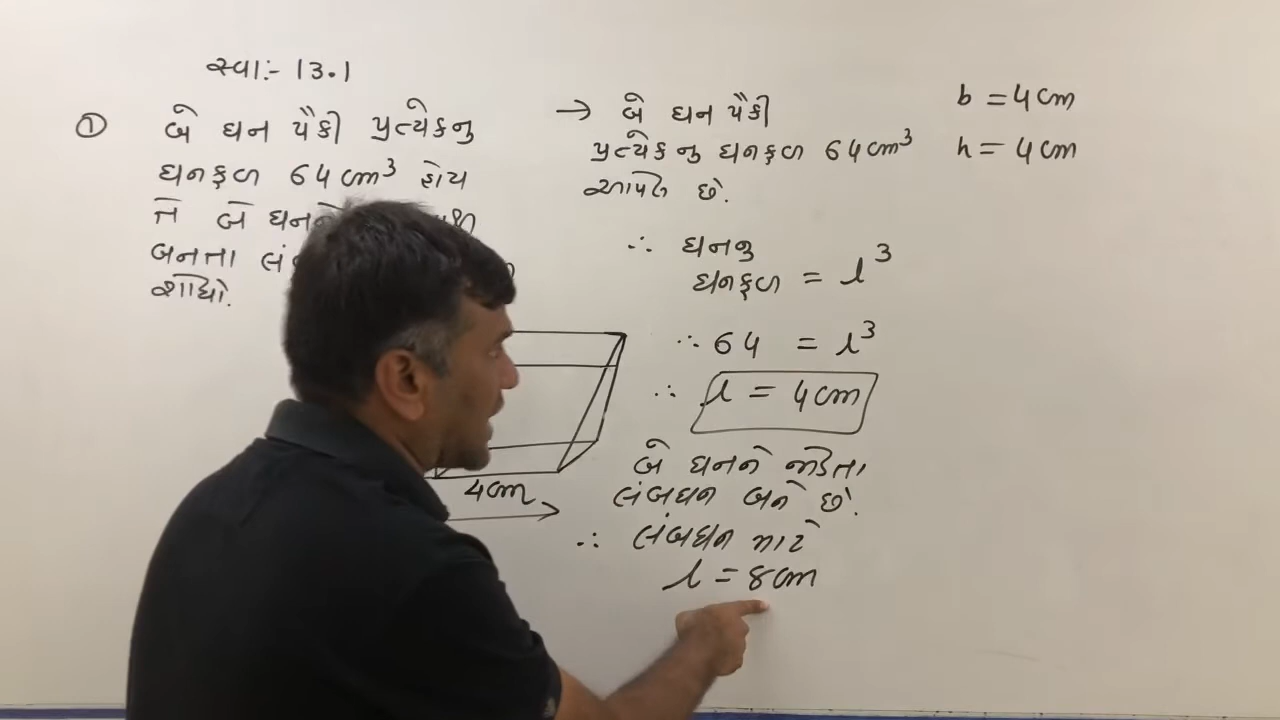 સ્વા:- 13.1
① બે ઘન પૈકી પ્રત્યેકનુ
ઘનફળ 64 cm³ હોય
તે બે ઘનને
બનતા
શોધો.
4cm
→ બે ઘન પૈકી
પ્રત્યેક નુ ઘનફળ 64cm³
આપેલ છે.
∴ ઘનનુ
ઘનફળ = l³
∴ 64 = l³
∴ l = 4cm
બે ઘનને જોડતા
લંબઘન બને છે.
∴ લંબઘન માટે
l = 8cm
b = 4cm
h = 4cm